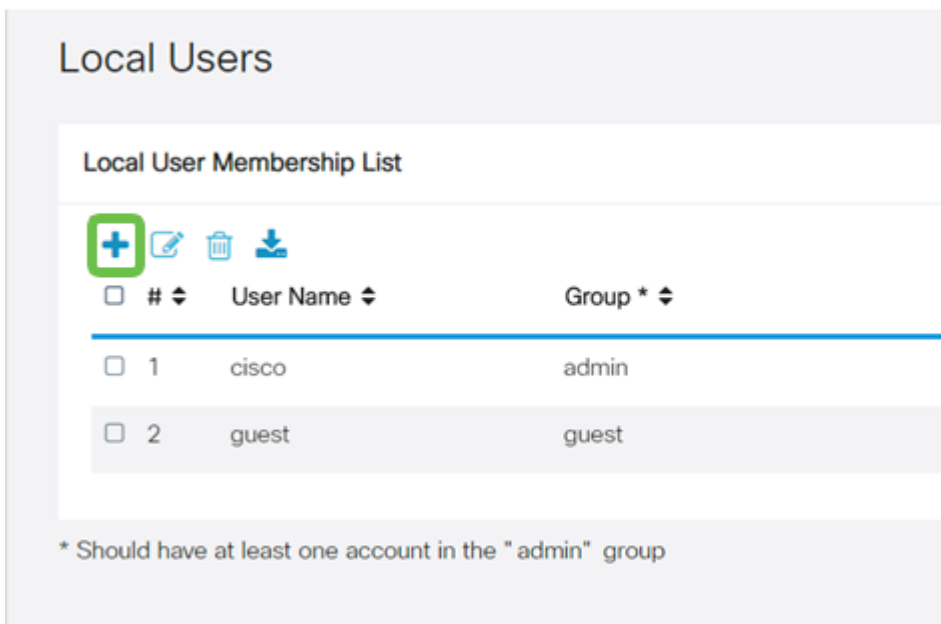 Local Users
Local User Membership List
# User Name Group *
1 cisco admin
2 guest guest
* Should have at least one account in the "admin" group